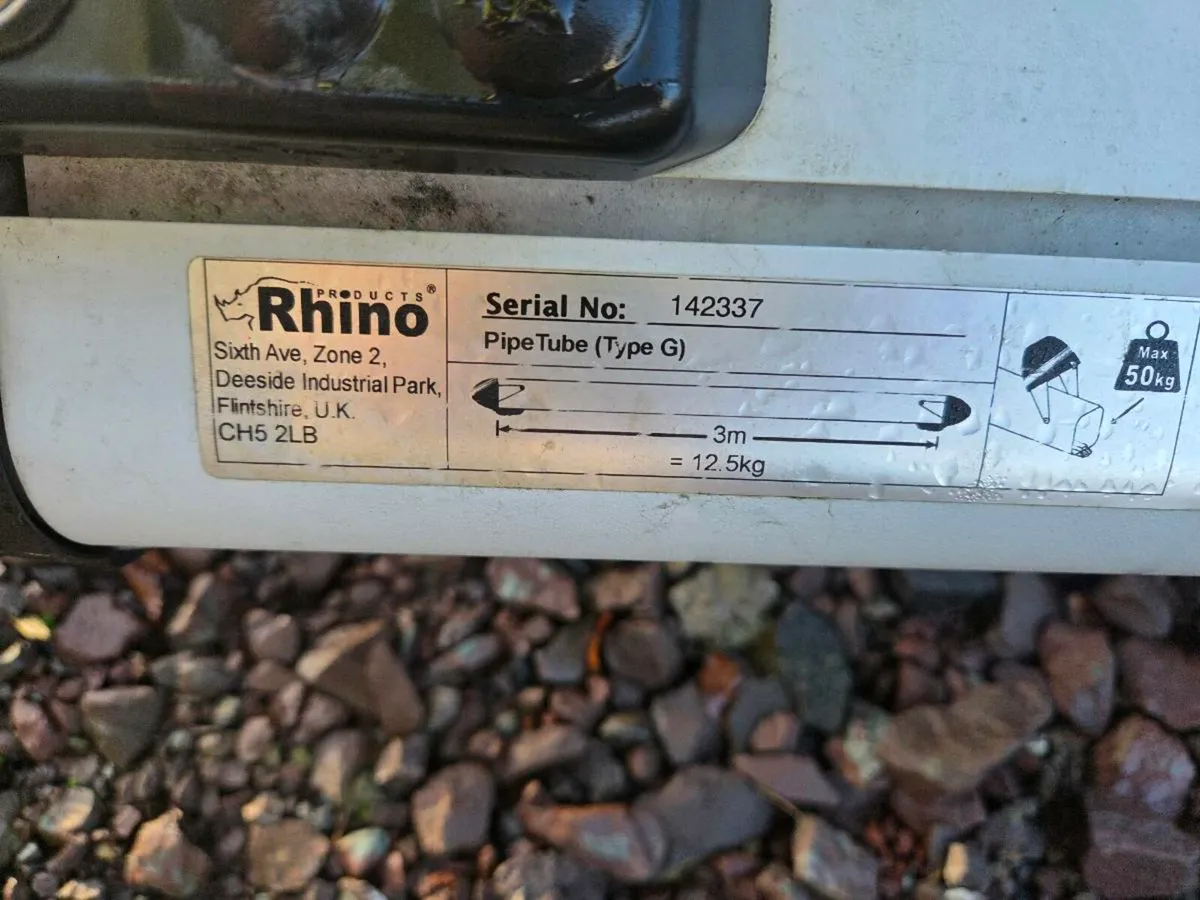 PRODUCTS®
Rhino
Sixth Ave, Zone 2,
Deeside Industrial Park,
Flintshire, U.K.
CH5 2LB
Serial No: 142337
PipeTube (Type G)
3m
= 12.5kg
Max
50kg